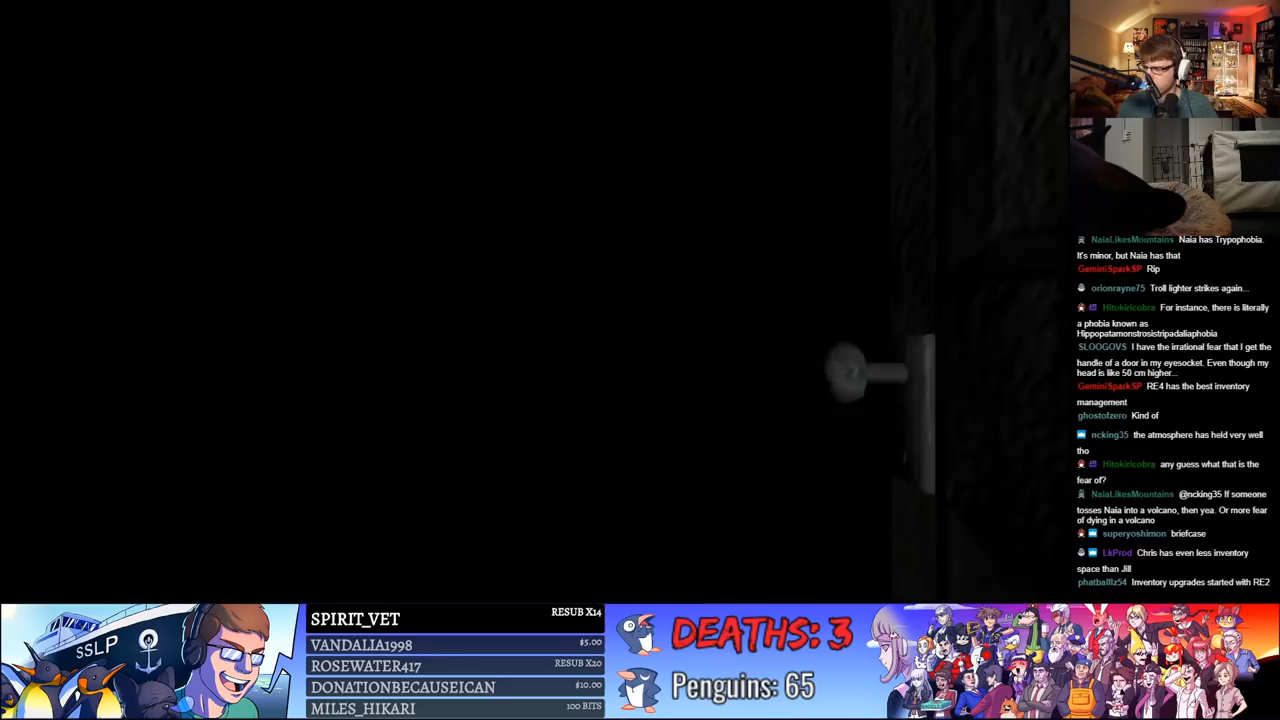 NaiaLikesMountains Naia has Trypophobia.
It's minor, but Naia has that
GeminiSparkSP Rip
orionrayne75 Troll lighter strikes again...
Hitokiricobra For instance, there is literally
a phobia known as
Hippopatamonstrosistripadaliaphobia
SLOOGOVS I have the irrational fear that I get the
handle of a door in my eyesocket. Even though my
head is like 50 cm higher...
GeminiSparkSP RE4 has the best inventory
management
ghostofzero Kind of
ncking35 the atmosphere has held very well
tho
Hitokiricobra any guess what that is the
fear of?
NaiaLikesMountains @ncking35 If someone
tosses Naia into a volcano, then yea. Or more fear
of dying in a volcano
superyoshimon briefcase
LkProd Chris has even less inventory
space than Jill
phatballlz54 Inventory upgrades started with RE2
SSLP
SPIRIT_VET RESUB X14
VANDALIA1998 $5.00
ROSEWATER417 RESUB X20
DONATIONBECAUSEICAN $10.00
MILES_HIKARI 100 BITS
DEATHS: 3
Penguins: 65